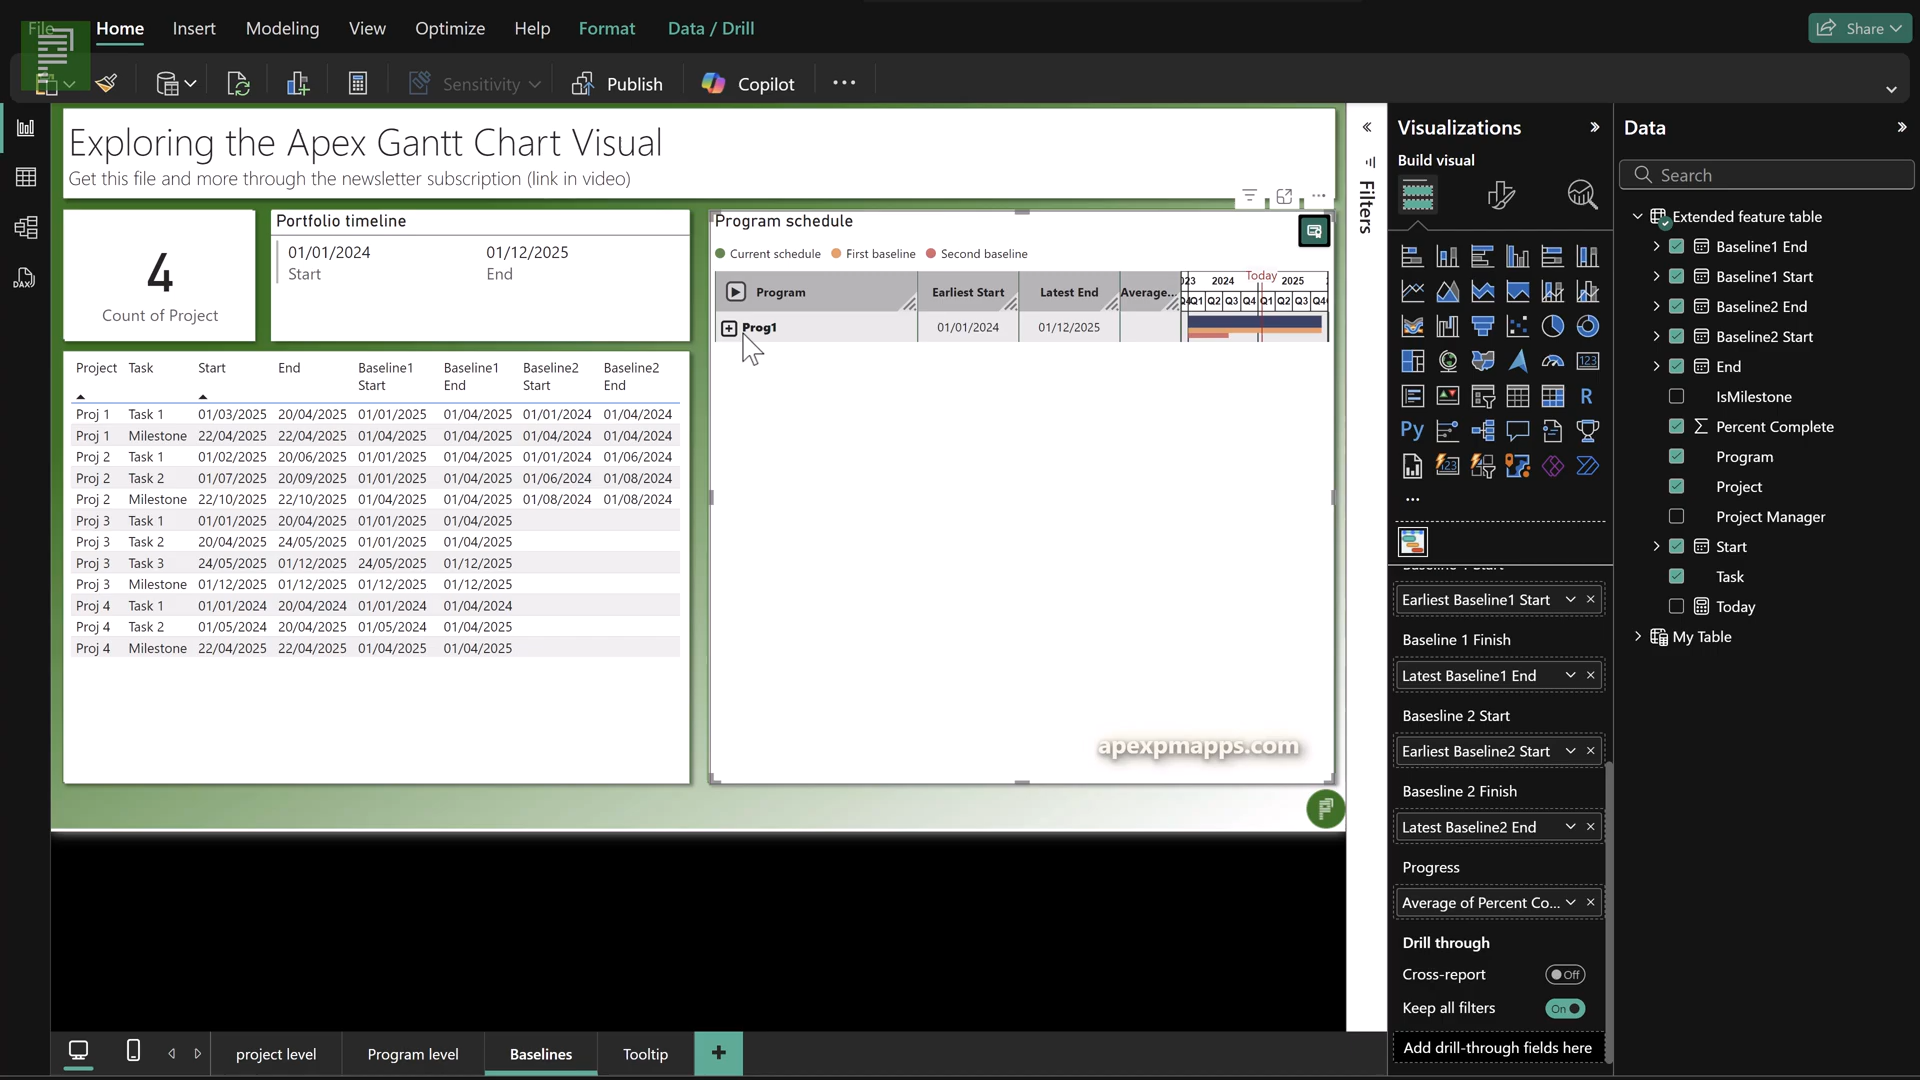 File Home Insert Modeling View Optimize Help Format Data / Drill Share
Sensitivity Publish Copilot
Exploring the Apex Gantt Chart Visual
Get this file and more through the newsletter subscription (link in video)
4
Count of Project
Portfolio timeline
01/01/2024 01/12/2025
Start End
Project Task Start End Baseline1 Start Baseline1 End Baseline2 Start Baseline2 End
Proj 1 Task 1 01/03/2025 20/04/2025 01/01/2025 01/04/2025 01/01/2024 01/04/2024
Proj 1 Milestone 22/04/2025 22/04/2025 01/04/2025 01/04/2025 01/04/2024 01/04/2024
Proj 2 Task 1 01/02/2025 20/06/2025 01/01/2025 01/04/2025 01/01/2024 01/06/2024
Proj 2 Task 2 01/07/2025 20/09/2025 01/01/2025 01/04/2025 01/06/2024 01/08/2024
Proj 2 Milestone 22/10/2025 22/10/2025 01/04/2025 01/04/2025 01/08/2024 01/08/2024
Proj 3 Task 1 01/01/2025 20/04/2025 01/01/2025 01/04/2025
Proj 3 Task 2 20/04/2025 24/05/2025 01/01/2025 01/04/2025
Proj 3 Task 3 24/05/2025 01/12/2025 24/05/2025 01/12/2025
Proj 3 Milestone 01/12/2025 01/12/2025 01/12/2025 01/12/2025
Proj 4 Task 1 01/01/2024 20/04/2024 01/01/2024 01/04/2024
Proj 4 Task 2 01/05/2024 20/04/2025 01/05/2024 01/04/2025
Proj 4 Milestone 22/04/2025 22/04/2025 01/04/2025 01/04/2025
Program schedule
Current schedule First baseline Second baseline
Program Earliest Start Latest End Average...
Today
2024 2025
Q1 Q2 Q3 Q4 Q1 Q2 Q3
Prog1 01/01/2024 01/12/2025
apexpmapps.com
Filters
Visualizations
Build visual
Earliest Baseline1 Start
Baseline 1 Finish
Latest Baseline1 End
Basesline 2 Start
Earliest Baseline2 Start
Basesline 2 Finish
Latest Baseline2 End
Progress
Average of Percent Co...
Drill through
Cross-report Off
Keep all filters On
Add drill-through fields here
Data
Search
Extended feature table
Baseline1 End
Baseline1 Start
Baseline2 End
Baseline2 Start
End
IsMilestone
Percent Complete
Program
Project
Project Manager
Start
Task
Today
My Table
project level Program level Baselines Tooltip